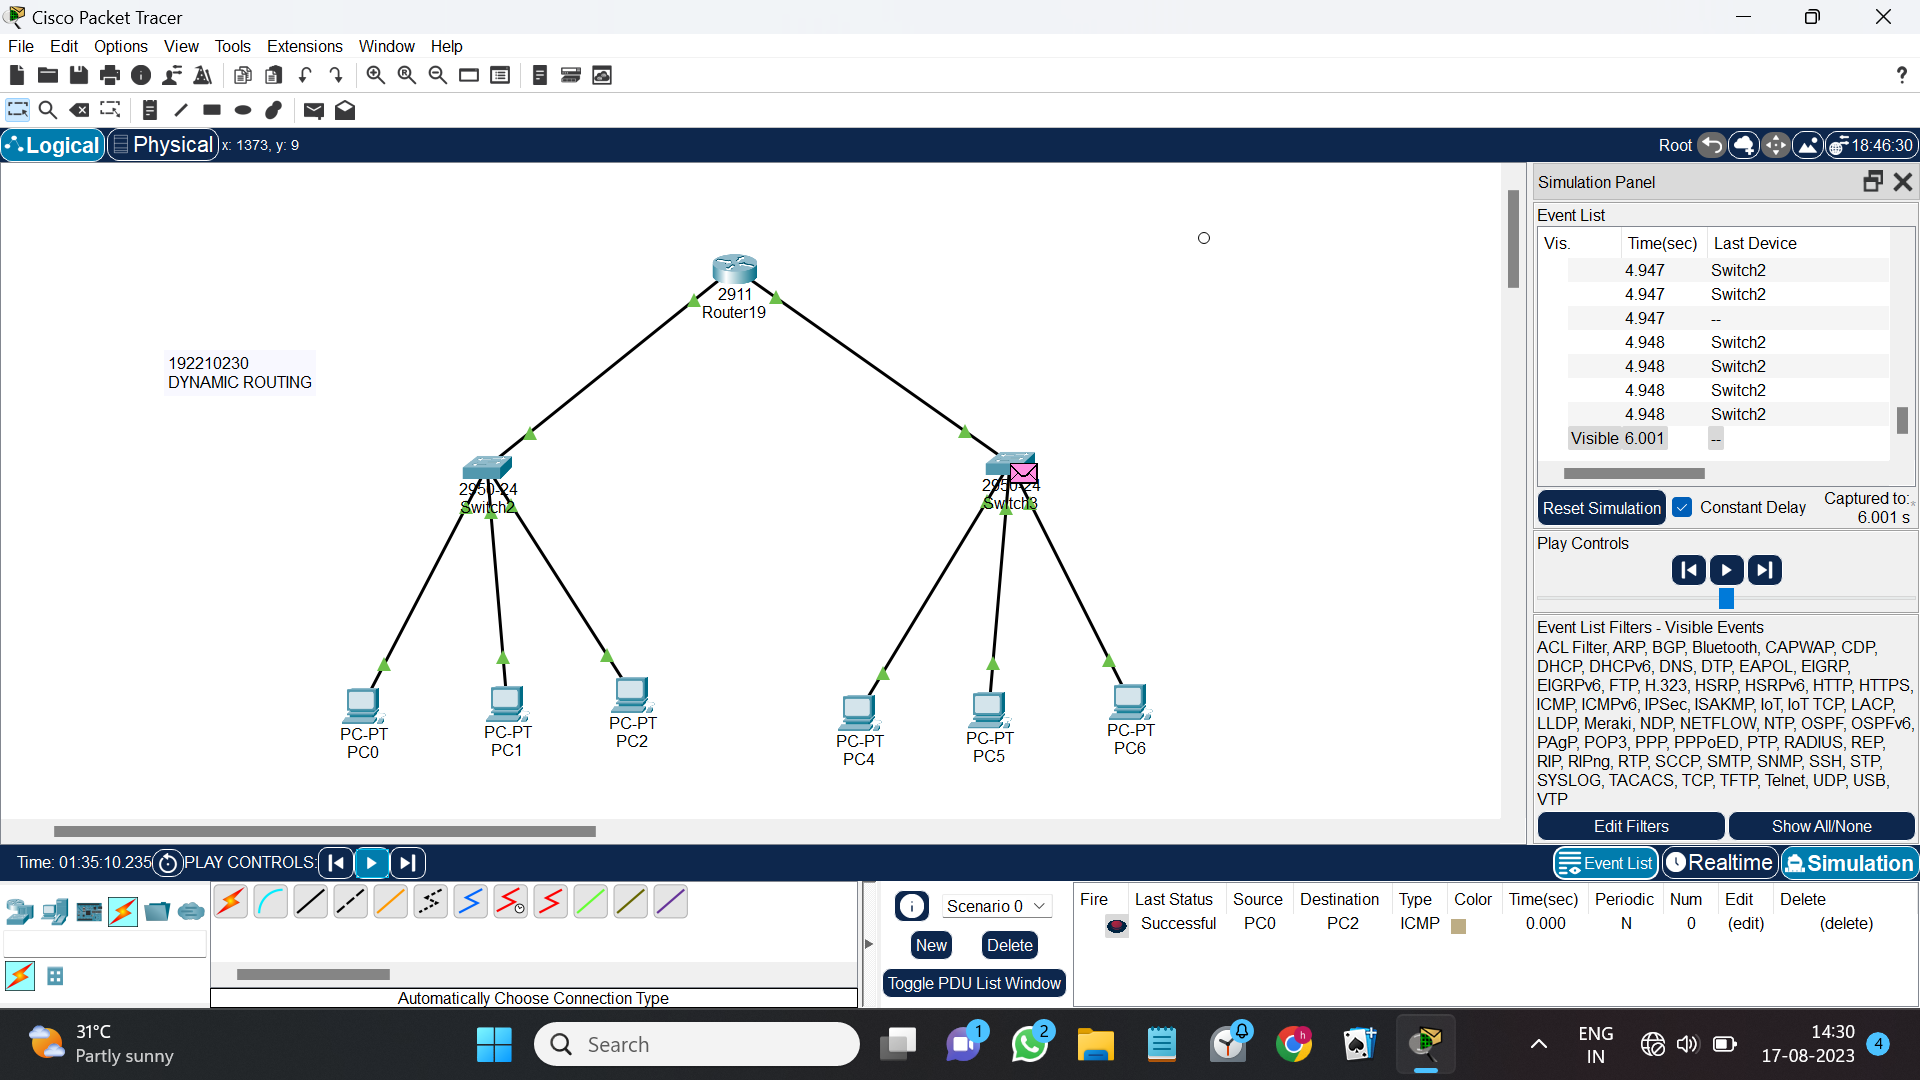 Cisco Packet Tracer
File Edit Options View Tools Extensions Window Help
Logical Physical x: 1373, y: 9 Root 18:46:30
2911
Router19
192210230
DYNAMIC ROUTING
2950-24
Switch2
2950-24
Switch3
PC-PT
PC0
PC-PT
PC1
PC-PT
PC2
PC-PT
PC4
PC-PT
PC5
PC-PT
PC6
Simulation Panel
Event List
Vis. Time(sec) Last Device
4.947 Switch2
4.947 Switch2
4.947 --
4.948 Switch2
4.948 Switch2
4.948 Switch2
4.948 Switch2
Visible 6.001 --
Reset Simulation Constant Delay Captured to:
6.001 s
Play Controls
Event List Filters - Visible Events
ACL Filter, ARP, BGP, Bluetooth, CAPWAP, CDP,
DHCP, DHCPv6, DNS, DTP, EAPOL, EIGRP,
EIGRPv6, FTP, H.323, HSRP, HSRPv6, HTTP, HTTPS,
ICMP, ICMPv6, IPSec, ISAKMP, IoT, IoT TCP, LACP,
LLDP, Meraki, NDP, NETFLOW, NTP, OSPF, OSPFv6,
PAgP, POP3, PPP, PPPoED, PTP, RADIUS, REP,
RIP, RIPng, RTP, SCCP, SMTP, SNMP, SSH, STP,
SYSLOG, TACACS, TCP, TFTP, Telnet, UDP, USB,
VTP
Edit Filters Show All/None
Time: 01:35:10.235 PLAY CONTROLS: Event List Realtime Simulation
Scenario 0
New Delete
Toggle PDU List Window
Fire Last Status Source Destination Type Color Time(sec) Periodic Num Edit Delete
Successful PC0 PC2 ICMP 0.000 N 0 (edit) (delete)
Automatically Choose Connection Type
31°C
Partly sunny
Search
1
2
ENG
IN
14:30
17-08-2023
4